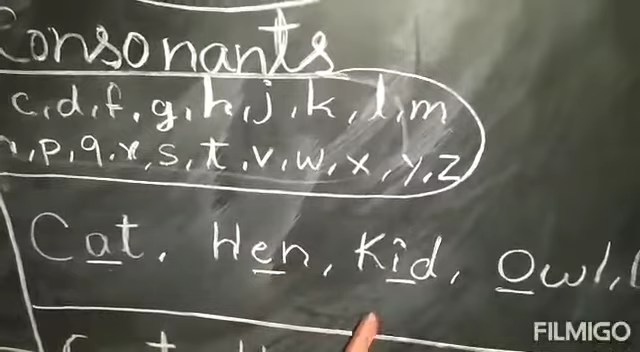 Consonants
c, d, f, g, h, j, k, l, m
n, p, q, r, s, t, v, w, x, y, z
Cat, Hen, Kid, Owl,
FILMIGO